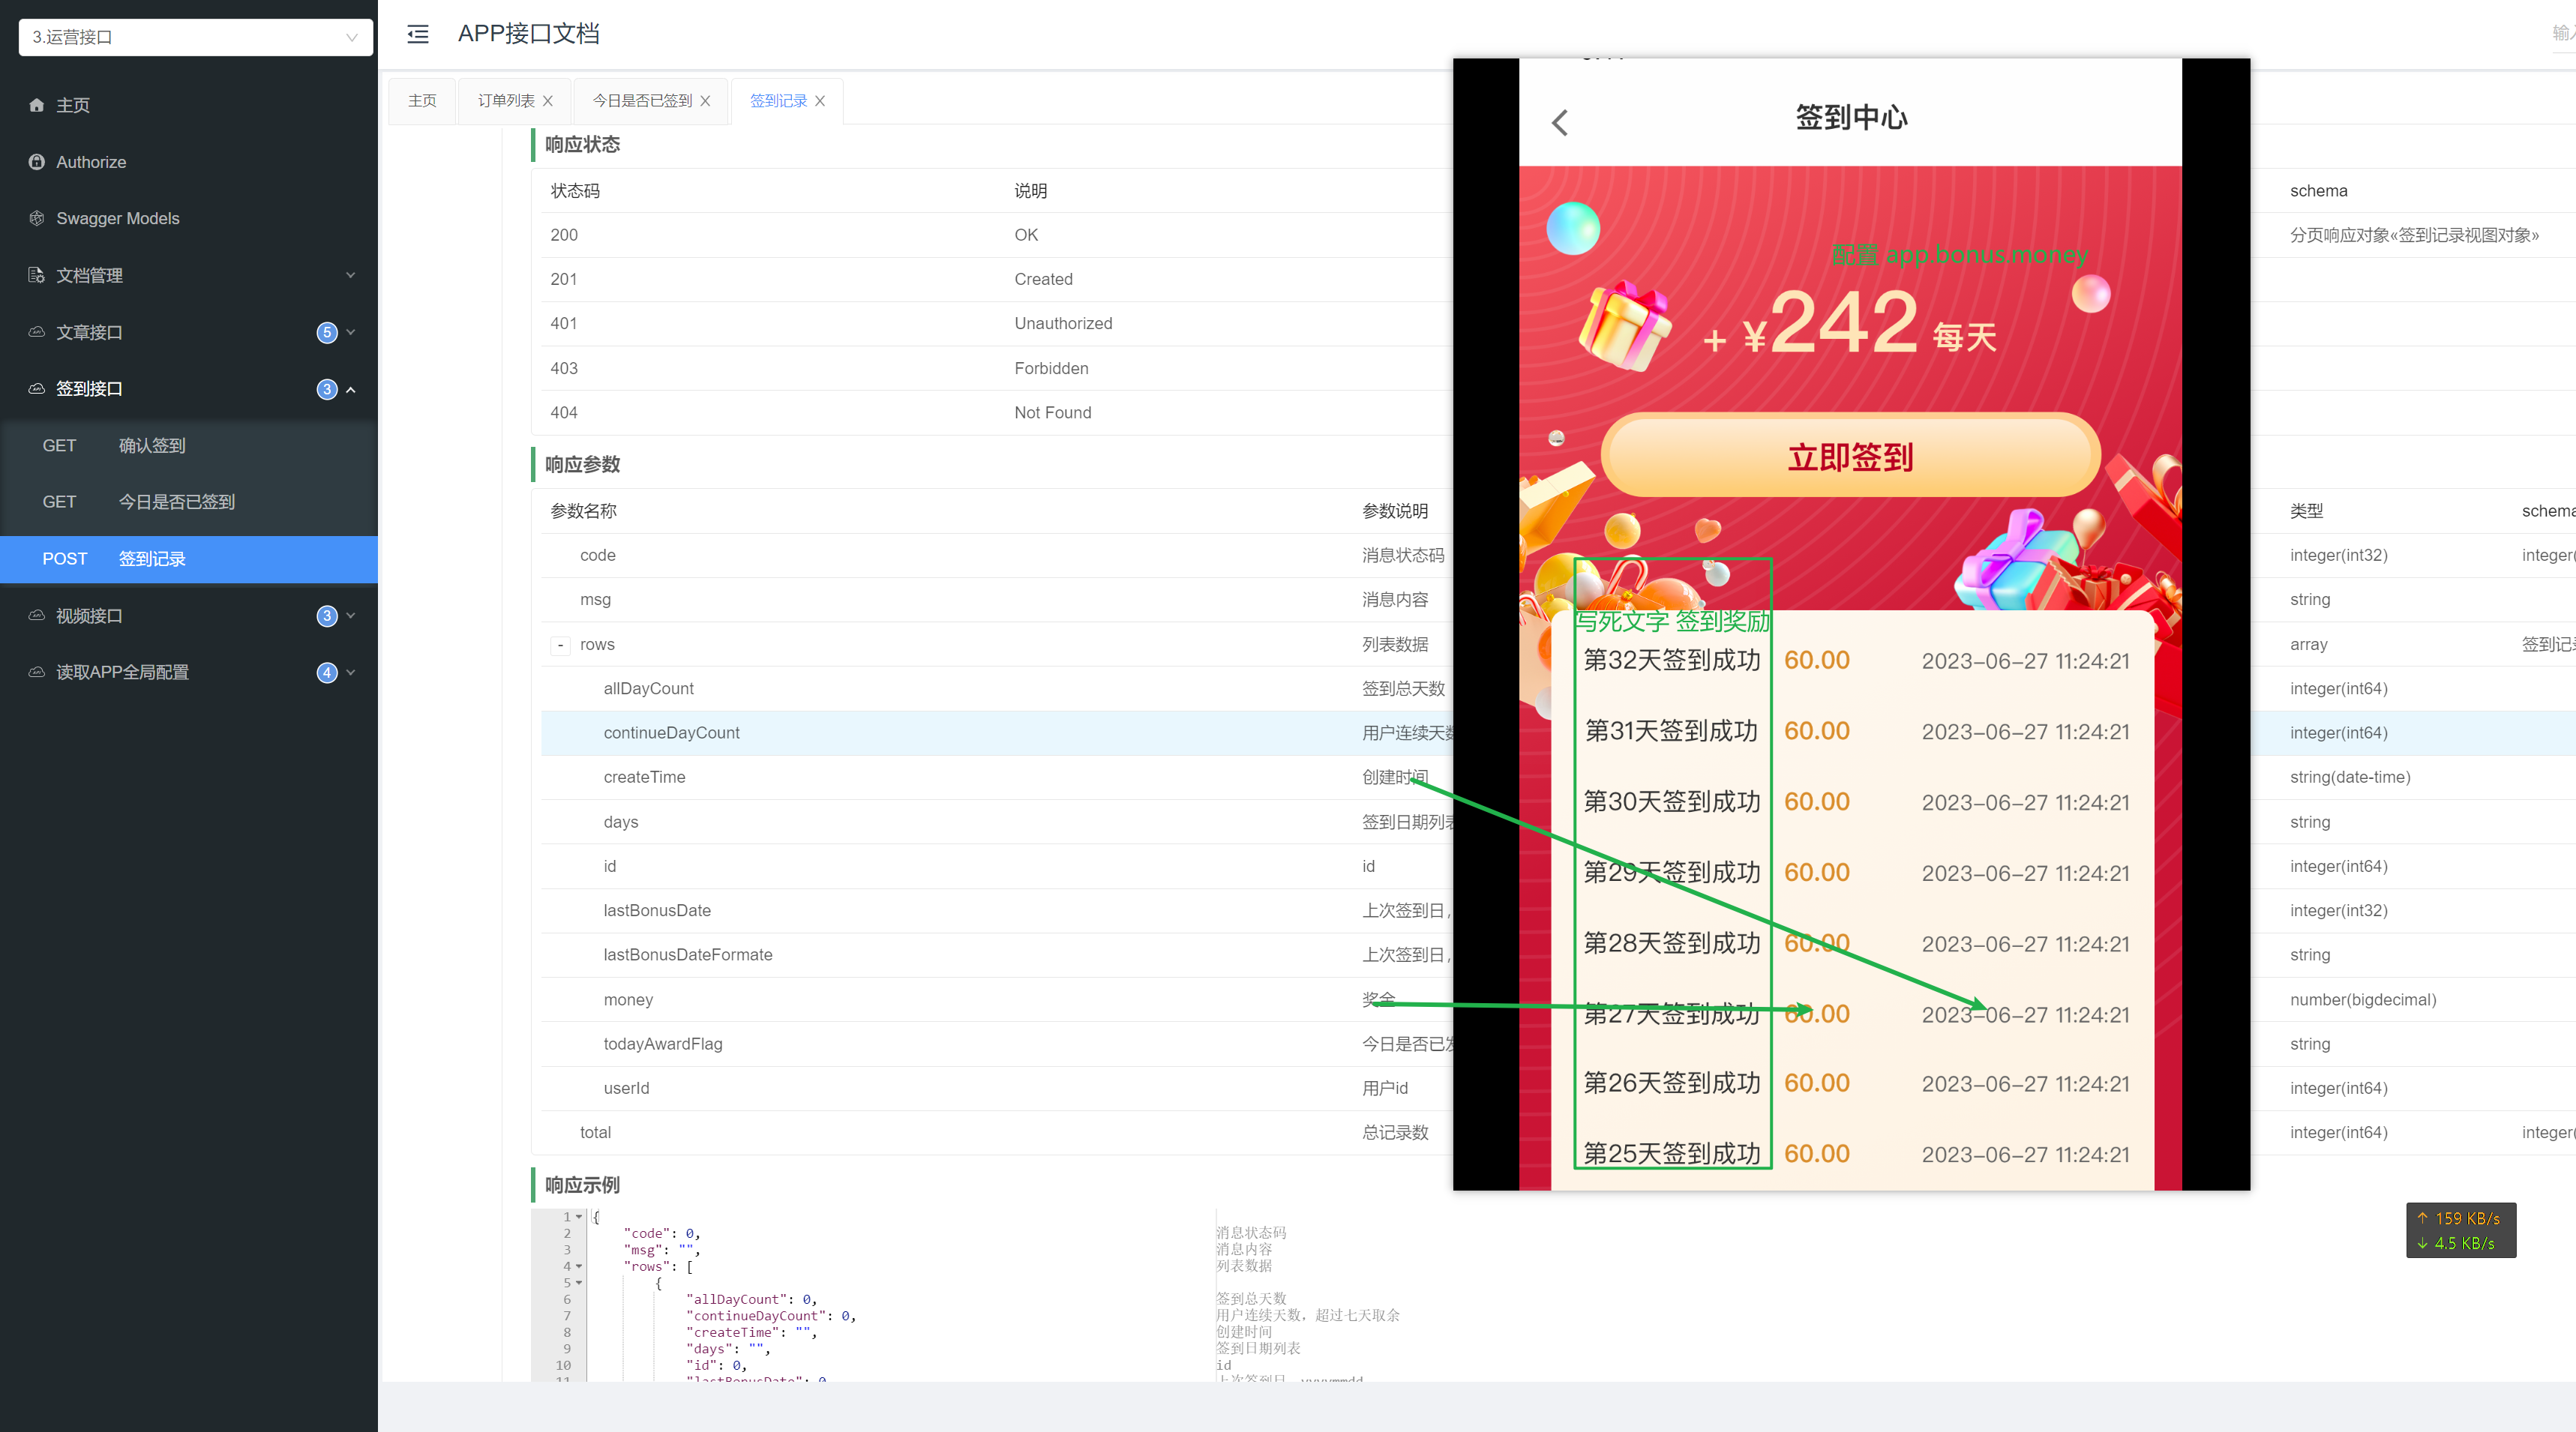 3.运营接口
主页
Authorize
Swagger Models
文档管理
文章接口 5
签到接口 3
GET 确认签到
GET 今日是否已签到
POST 签到记录
视频接口 3
读取APP全局配置 4
APP接口文档
输入
主页 订单列表 今日是否已签到 签到记录
响应状态
状态码 说明 schema
200 OK 分页响应对象«签到记录视图对象»
201 Created
401 Unauthorized
403 Forbidden
404 Not Found
响应参数
参数名称 参数说明 类型 schema
code 消息状态码 integer(int32) integer(
msg 消息内容 string
- rows 列表数据 array 签到记
allDayCount 签到总天数 integer(int64)
continueDayCount 用户连续天数 integer(int64)
createTime 创建时间 string(date-time)
days 签到日期列表 string
id id integer(int64)
lastBonusDate 上次签到日, integer(int32)
lastBonusDateFormate 上次签到日, string
money 奖金 number(bigdecimal)
todayAwardFlag 今日是否已发 string
userId 用户id integer(int64)
total 总记录数 integer(int64) integer(
响应示例
1 {
2 "code": 0, 消息状态码
3 "msg": "", 消息内容
4 "rows": [ 列表数据
5 {
6 "allDayCount": 0, 签到总天数
7 "continueDayCount": 0, 用户连续天数, 超过七天取余
8 "createTime": "", 创建时间
9 "days": "", 签到日期列表
10 "id": 0, id
11 "lastBonusDate": 0 上次签到日, yyyymmdd
签到中心
配置 app.bonus.money
+ ¥242 每天
立即签到
写死文字 签到奖励
第32天签到成功 60.00 2023-06-27 11:24:21
第31天签到成功 60.00 2023-06-27 11:24:21
第30天签到成功 60.00 2023-06-27 11:24:21
第29天签到成功 60.00 2023-06-27 11:24:21
第28天签到成功 60.00 2023-06-27 11:24:21
第27天签到成功 60.00 2023-06-27 11:24:21
第26天签到成功 60.00 2023-06-27 11:24:21
第25天签到成功 60.00 2023-06-27 11:24:21
↑ 159 KB/s
↓ 4.5 KB/s